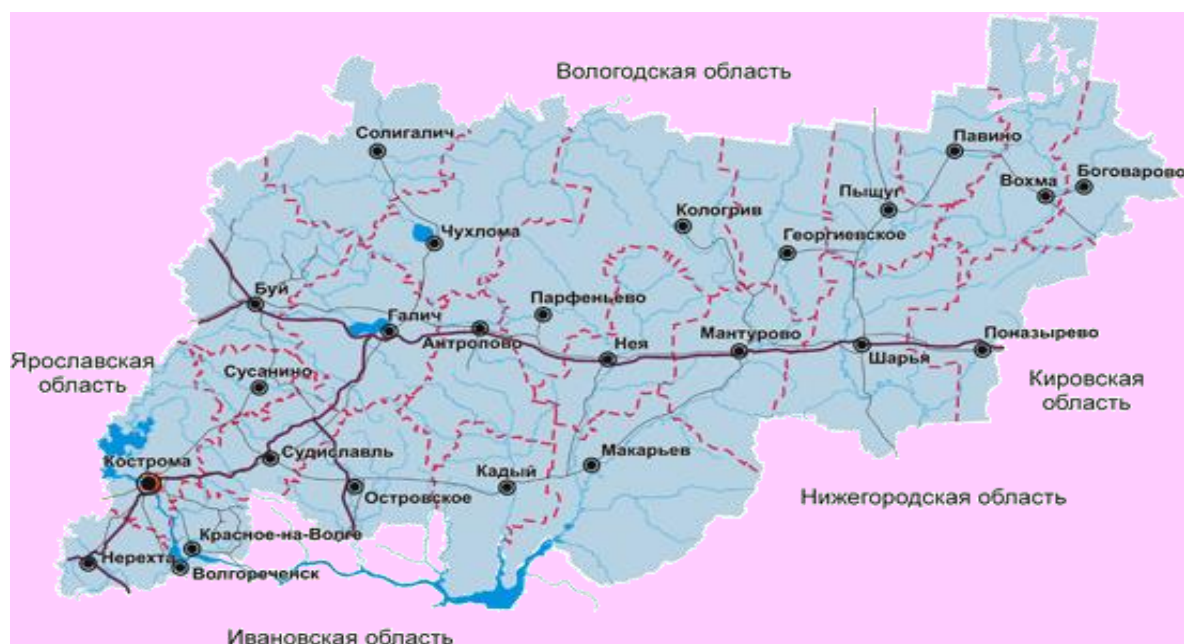 Вологодская область
Солигалич
Павино
Боговарово
Вохма
Пыщуг
Кологрив
Чухлома
Георгиевское
Буй
Парфеньево
Галич
Антропово
Нея
Мантурово
Шарья
Поназырево
Ярославская
область
Сусанино
Кировская
область
Судиславль
Макарьев
Кострома
Кадый
Островское
Нижегородская область
Красное-на-Волге
Нерехта
Волгореченск
Ивановская область